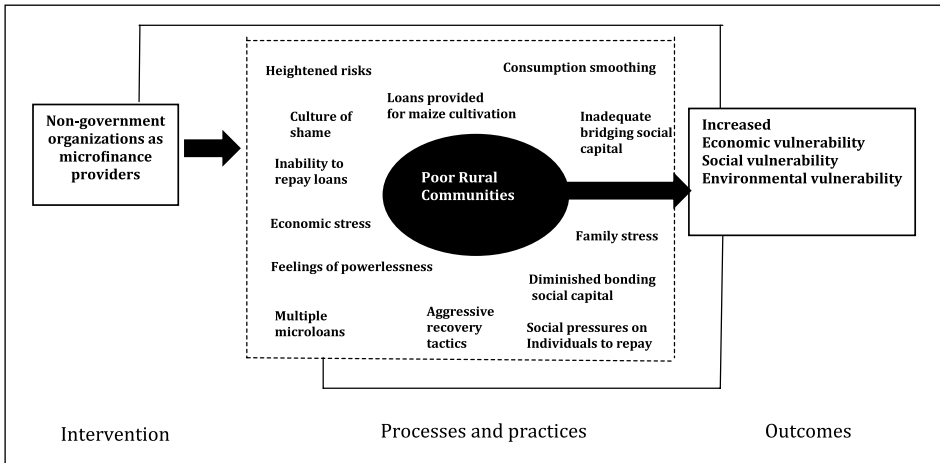 Non-government
organizations as
microfinance
providers
Heightened risks
Consumption smoothing
Loans provided
for maize cultivation
Culture of
shame
Inadequate
bridging social
capital
Inability to
repay loans
Poor Rural
Communities
Economic stress
Family stress
Feelings of powerlessness
Diminished bonding
social capital
Multiple
microloans
Aggressive
recovery
tactics
Social pressures on
Individuals to repay
Increased
Economic vulnerability
Social vulnerability
Environmental vulnerability
Intervention
Processes and practices
Outcomes